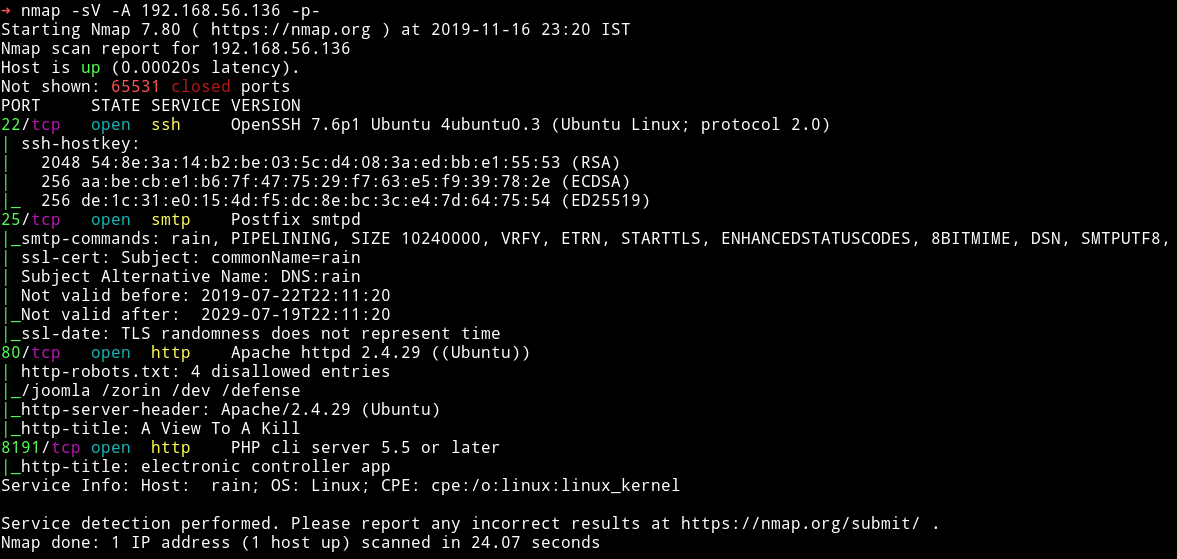 → nmap -sV -A 192.168.56.136 -p-
Starting Nmap 7.80 ( https://nmap.org ) at 2019-11-16 23:20 IST
Nmap scan report for 192.168.56.136
Host is up (0.00020s latency).
Not shown: 65531 closed ports
PORT     STATE SERVICE VERSION
22/tcp   open  ssh     OpenSSH 7.6p1 Ubuntu 4ubuntu0.3 (Ubuntu Linux; protocol 2.0)
| ssh-hostkey:
|   2048 54:8e:3a:14:b2:be:03:5c:d4:08:3a:ed:bb:e1:55:53 (RSA)
|   256 aa:be:cb:e1:b6:7f:47:75:29:f7:63:e5:f9:39:78:2e (ECDSA)
|_  256 de:1c:31:e0:15:4d:f5:dc:8e:bc:3c:e4:7d:64:75:54 (ED25519)
25/tcp   open  smtp    Postfix smtpd
|_smtp-commands: rain, PIPELINING, SIZE 10240000, VRFY, ETRN, STARTTLS, ENHANCEDSTATUSCODES, 8BITMIME, DSN, SMTPUTF8,
| ssl-cert: Subject: commonName=rain
| Subject Alternative Name: DNS:rain
| Not valid before: 2019-07-22T22:11:20
|_Not valid after:  2029-07-19T22:11:20
|_ssl-date: TLS randomness does not represent time
80/tcp   open  http    Apache httpd 2.4.29 ((Ubuntu))
| http-robots.txt: 4 disallowed entries
|_/joomla /zorin /dev /defense
|_http-server-header: Apache/2.4.29 (Ubuntu)
|_http-title: A View To A Kill
8191/tcp open  http    PHP cli server 5.5 or later
|_http-title: electronic controller app
Service Info: Host:  rain; OS: Linux; CPE: cpe:/o:linux:linux_kernel

Service detection performed. Please report any incorrect results at https://nmap.org/submit/ .
Nmap done: 1 IP address (1 host up) scanned in 24.07 seconds